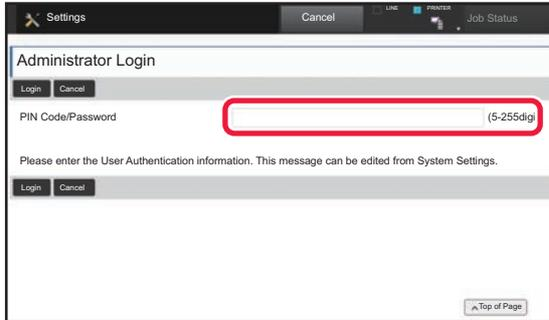 Settings Cancel LINE PRINTER Job Status
Administrator Login
Login Cancel
PIN Code/Password (5-255digi
Please enter the User Authentication information. This message can be edited from System Settings.
Login Cancel
Top of Page